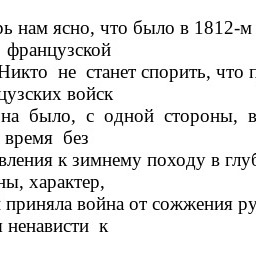 рь нам ясно, что было в 1812-м
французской
Никто не станет спорить, что п
цузских войск
на было, с одной стороны, в
время без
вления к зимнему походу в глуб
ны, характер,
приняла война от сожжения ру
ненависти к